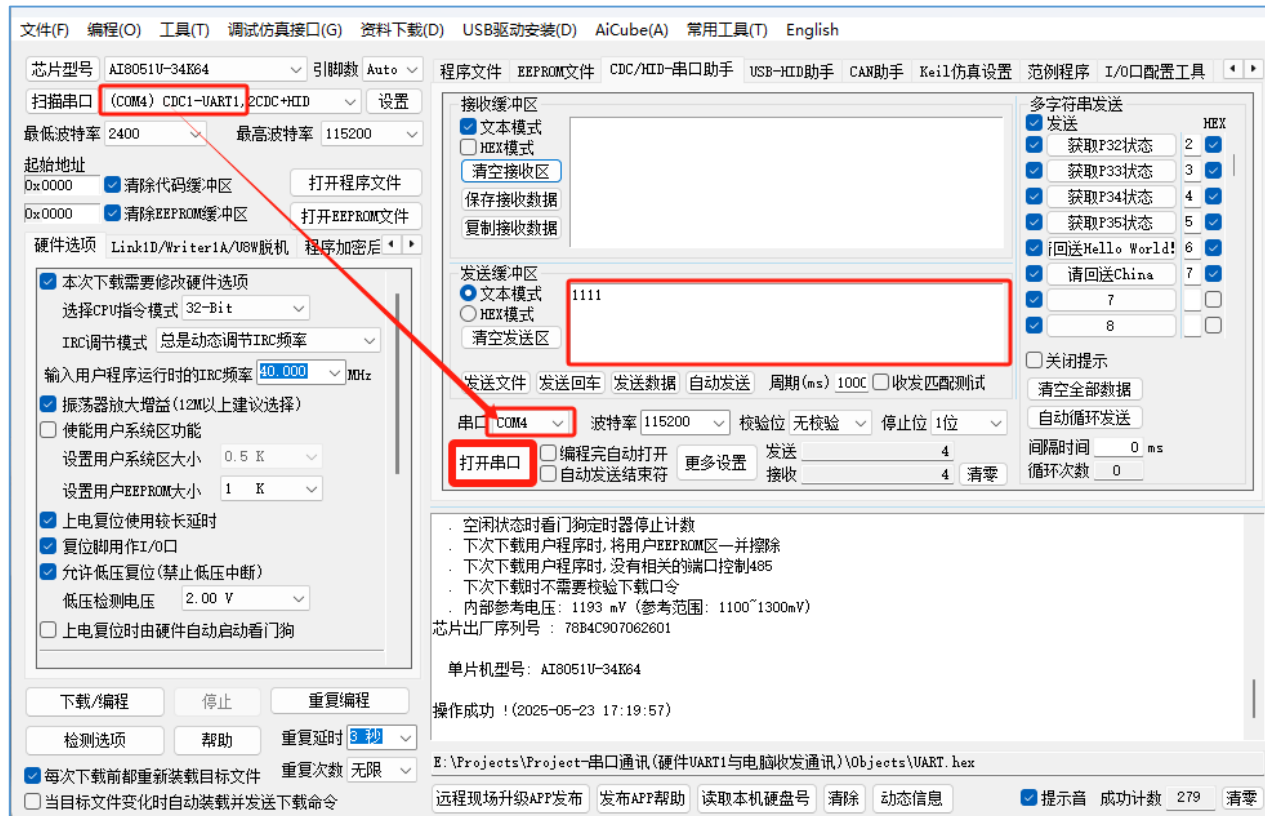 文件(F) 编程(O) 工具(T) 调试仿真接口(G) 资料下载(D) USB驱动安装(D) AiCube(A) 常用工具(T) English
芯片型号 AI8051U-34K64 引脚数 Auto
扫描串口 (COM4) CDC1-UART1,2CDC+HID 设置
最低波特率 2400 最高波特率 115200
起始地址
0x0000 清除代码缓冲区 打开程序文件
0x0000 清除EEPROM缓冲区 打开EEPROM文件
硬件选项 Link1D/Writer1A/U8W脱机 程序加密后
本次下载需要修改硬件选项
选择CPU指令模式 32-Bit
IRC调节模式 总是动态调节IRC频率
输入用户程序运行时的IRC频率 40.000 MHz
振荡器放大增益(12M以上建议选择)
使能用户系统区功能
设置用户系统区大小 0.5 K
设置用户EEPROM大小 1 K
上电复位使用较长延时
复位脚用作I/O口
允许低压复位(禁止低压中断)
低压检测电压 2.00 V
上电复位时由硬件自动启动看门狗
下载/编程 停止 重复编程
检测选项 帮助 重复延时 3 秒
每次下载前都重新装载目标文件 重复次数 无限
当目标文件变化时自动装载并发送下载命令
程序文件 EEPROM文件 CDC/HID-串口助手 USB-HID助手 CAN助手 Keil仿真设置 范例程序 I/O口配置工具
接收缓冲区
文本模式
HEX模式
清空接收区
保存接收数据
复制接收数据
发送缓冲区
文本模式 1111
HEX模式
清空发送区
发送文件 发送回车 发送数据 自动发送 周期(ms) 100 收发匹配测试
串口 COM4 波特率 115200 校验位 无校验 停止位 1位
打开串口 编程完自动打开 更多设置 发送 4
自动发送结束符 接收 4 清零
多字符串发送
发送 HEX
获取P32状态 2
获取P33状态 3
获取P34状态 4
获取P35状态 5
回送Hello World! 6
请回送China 7
7
8
关闭提示
清空全部数据
自动循环发送
间隔时间 0 ms
循环次数 0
. 空闲状态时看门狗定时器停止计数
. 下次下载用户程序时,将用户EEPROM区一并擦除
. 下次下载用户程序时,没有相关的端口控制485
. 下次下载时不需要校验下载口令
. 内部参考电压: 1193 mV (参考范围: 1100~1300mV)
芯片出厂序列号 : 78B4C907062601
单片机型号: AI8051U-34K64
操作成功 !(2025-05-23 17:19:57)
E:\Projects\Project-串口通讯(硬件UART1与电脑收发通讯)\Objects\UART.hex
远程现场升级APP发布 发布APP帮助 读取本机硬盘号 清除 动态信息 提示音 成功计数 279 清零